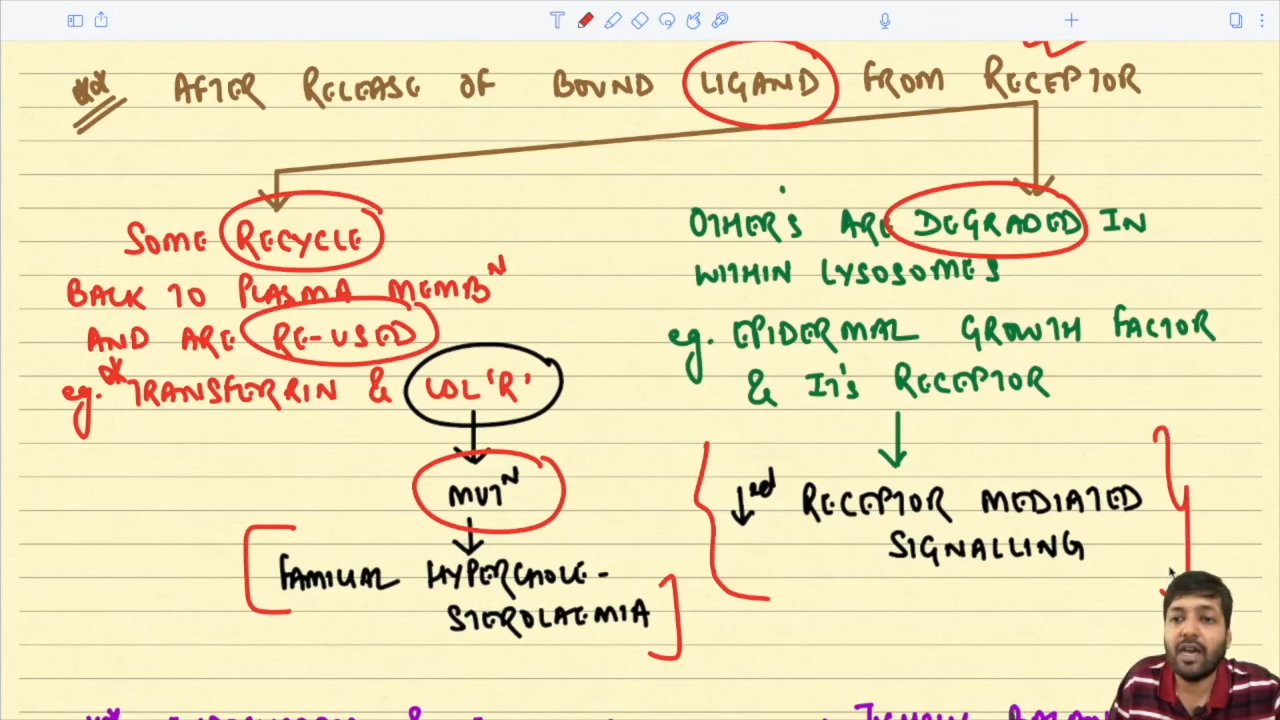 ** AFTER RELEASE OF BOUND LIGAND FROM RECEPTOR
SOME RECYCLE
BACK TO PLASMA MEMBᴺ
AND ARE RE-USED
eg. TRANSFERRIN & LDL 'R'
MUTᴺ
FAMILIAL HYPERCHOLE-
STEROLAEMIA
OTHER'S ARE DEGRADED IN
WITHIN LYSOSOMES
eg. EPIDERMAL GROWTH FACTOR
& IT'S RECEPTOR
↓ed RECEPTOR MEDIATED
SIGNALLING